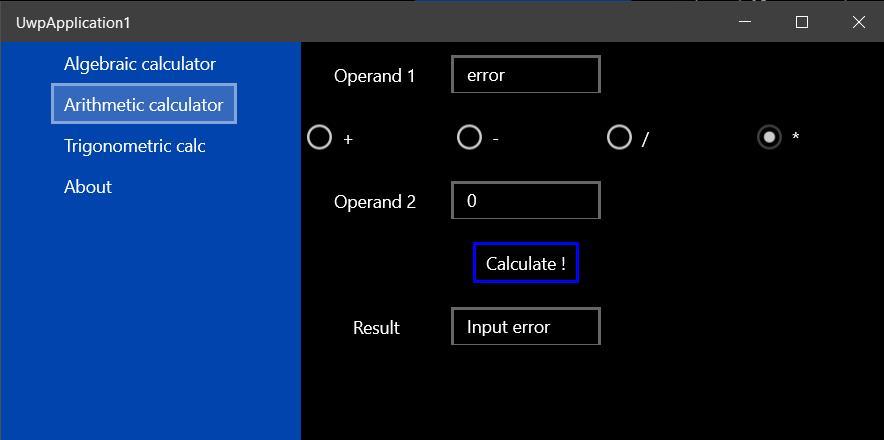 UwpApplication1
Algebraic calculator
Arithmetic calculator
Trigonometric calc
About
Operand 1 error
+ - / *
Operand 2 0
Calculate !
Result Input error